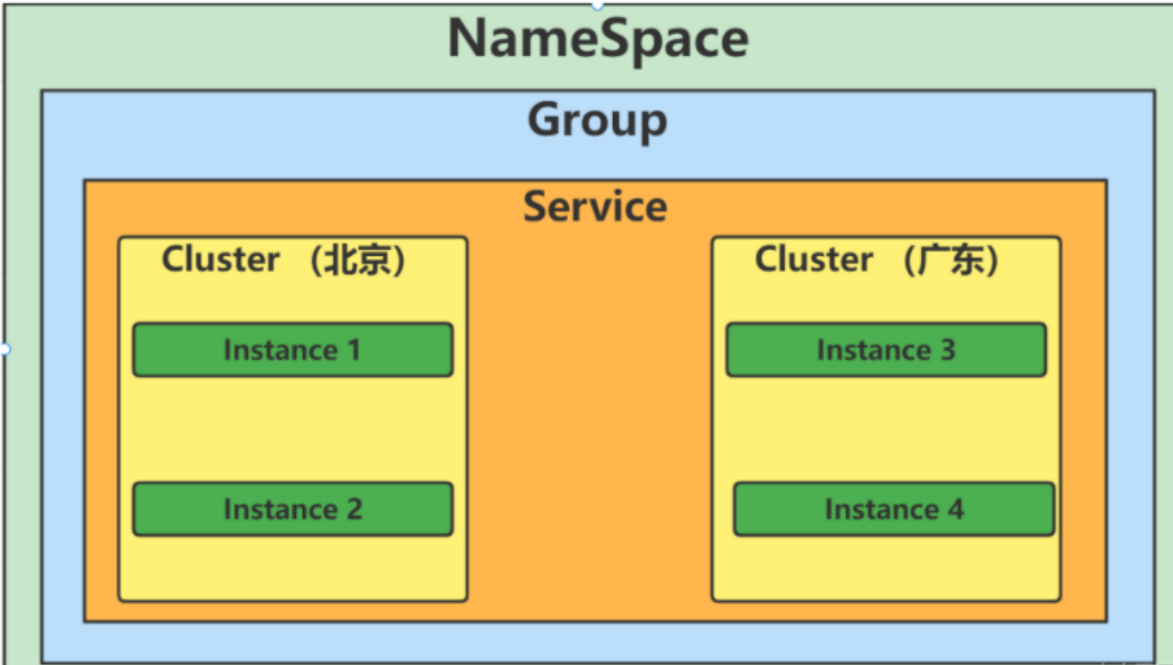 NameSpace
Group
Service
Cluster （北京）
Instance 1
Instance 2
Cluster （广东）
Instance 3
Instance 4